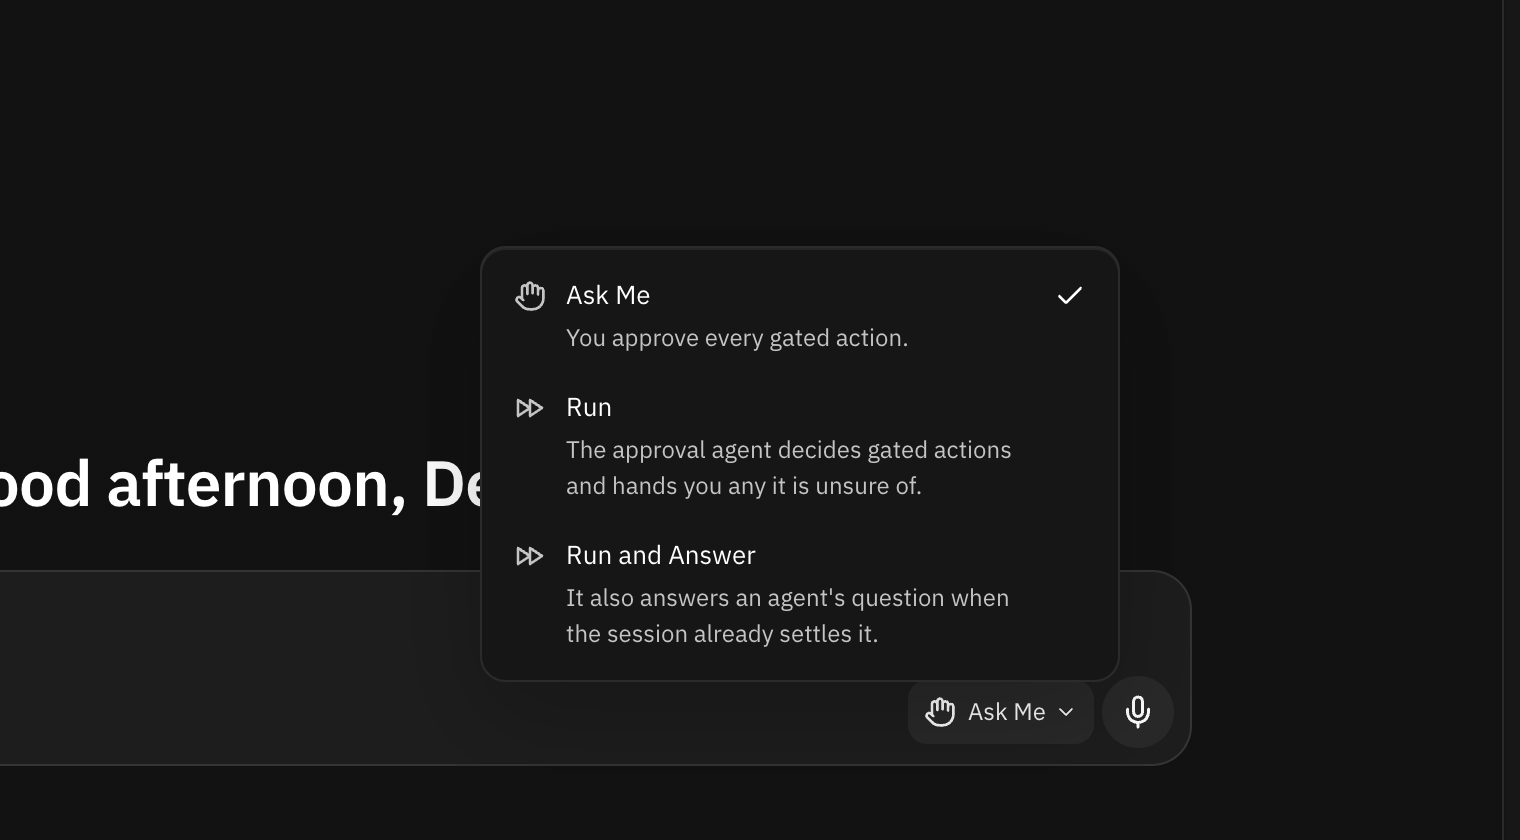 Ask Me
You approve every gated action.
Run
The approval agent decides gated actions
and hands you any it is unsure of.
Run and Answer
It also answers an agent's question when
the session already settles it.
afternoon,
Ask Me